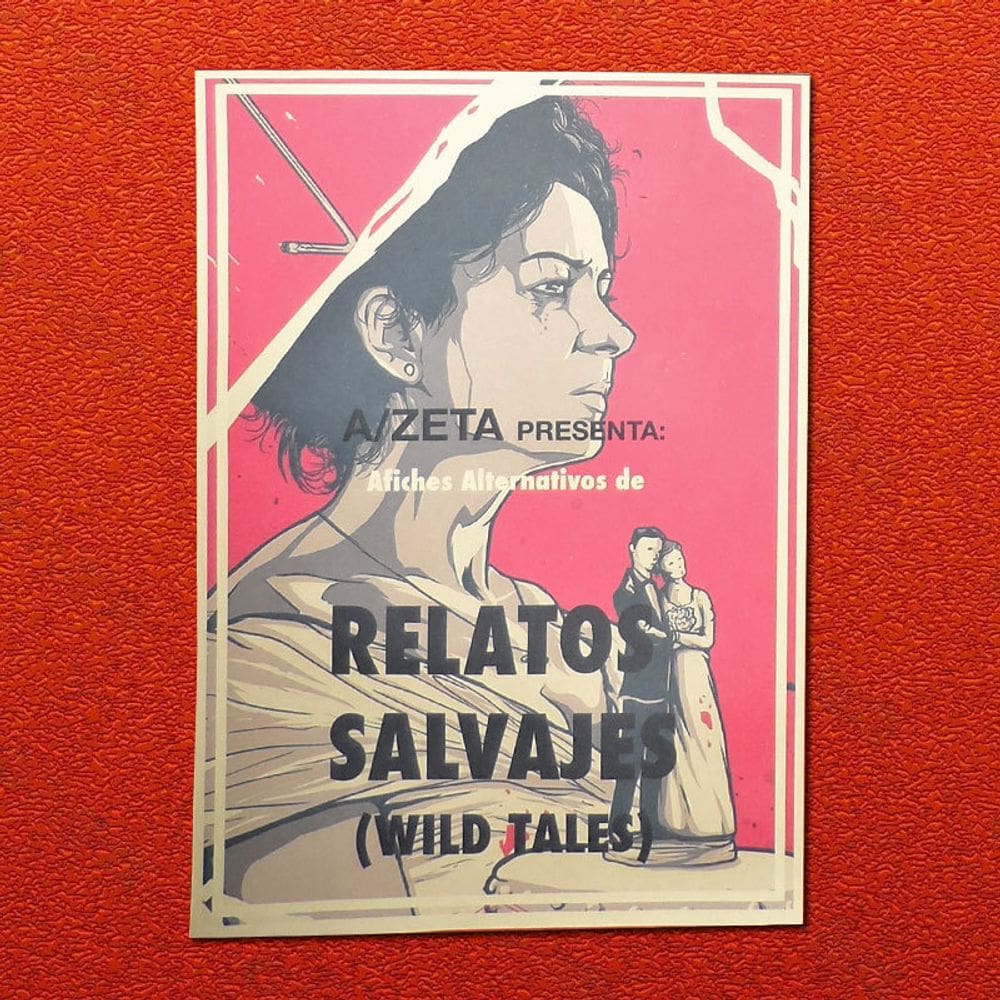 A/ZETA PRESENTA:
Afiches Alternativos de
RELATOS
SALVAJES
(WILD TALES)